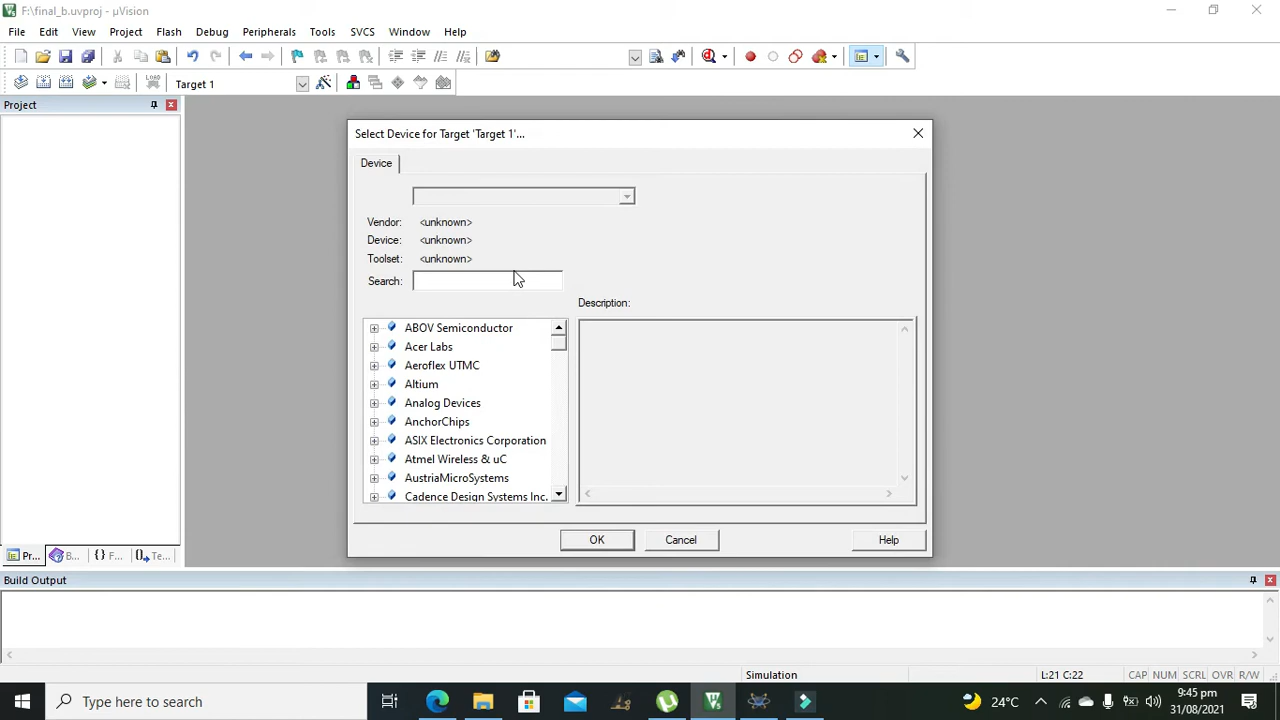 F:\final_b.uvproj - µVision
File Edit View Project Flash Debug Peripherals Tools SVCS Window Help
LOAD Target 1
Project
Select Device for Target 'Target 1'...
Device
Vendor: <unknown>
Device: <unknown>
Toolset: <unknown>
Search:
Description:
ABOV Semiconductor
Acer Labs
Aeroflex UTMC
Altium
Analog Devices
AnchorChips
ASIX Electronics Corporation
Atmel Wireless & uC
AustriaMicroSystems
Cadence Design Systems Inc.
OK Cancel Help
Pr... B... {} F... 0→ Te...
Build Output
Simulation L:21 C:22 CAP NUM SCRL OVR R/W
Type here to search
24°C
9:45 pm
31/08/2021